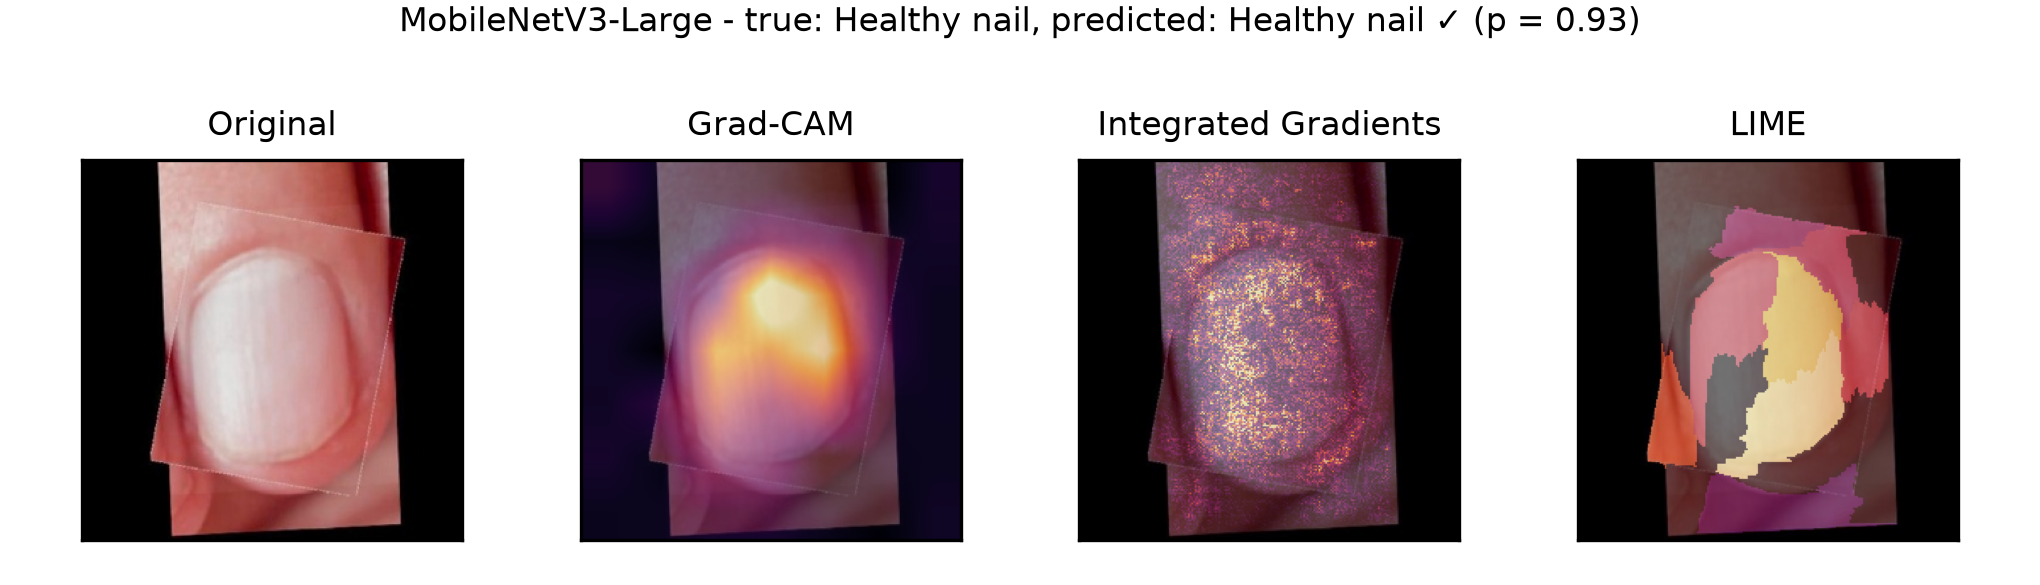 MobileNetV3-Large - true: Healthy nail, predicted: Healthy nail ✓ (p = 0.93)
Original
Grad-CAM
Integrated Gradients
LIME